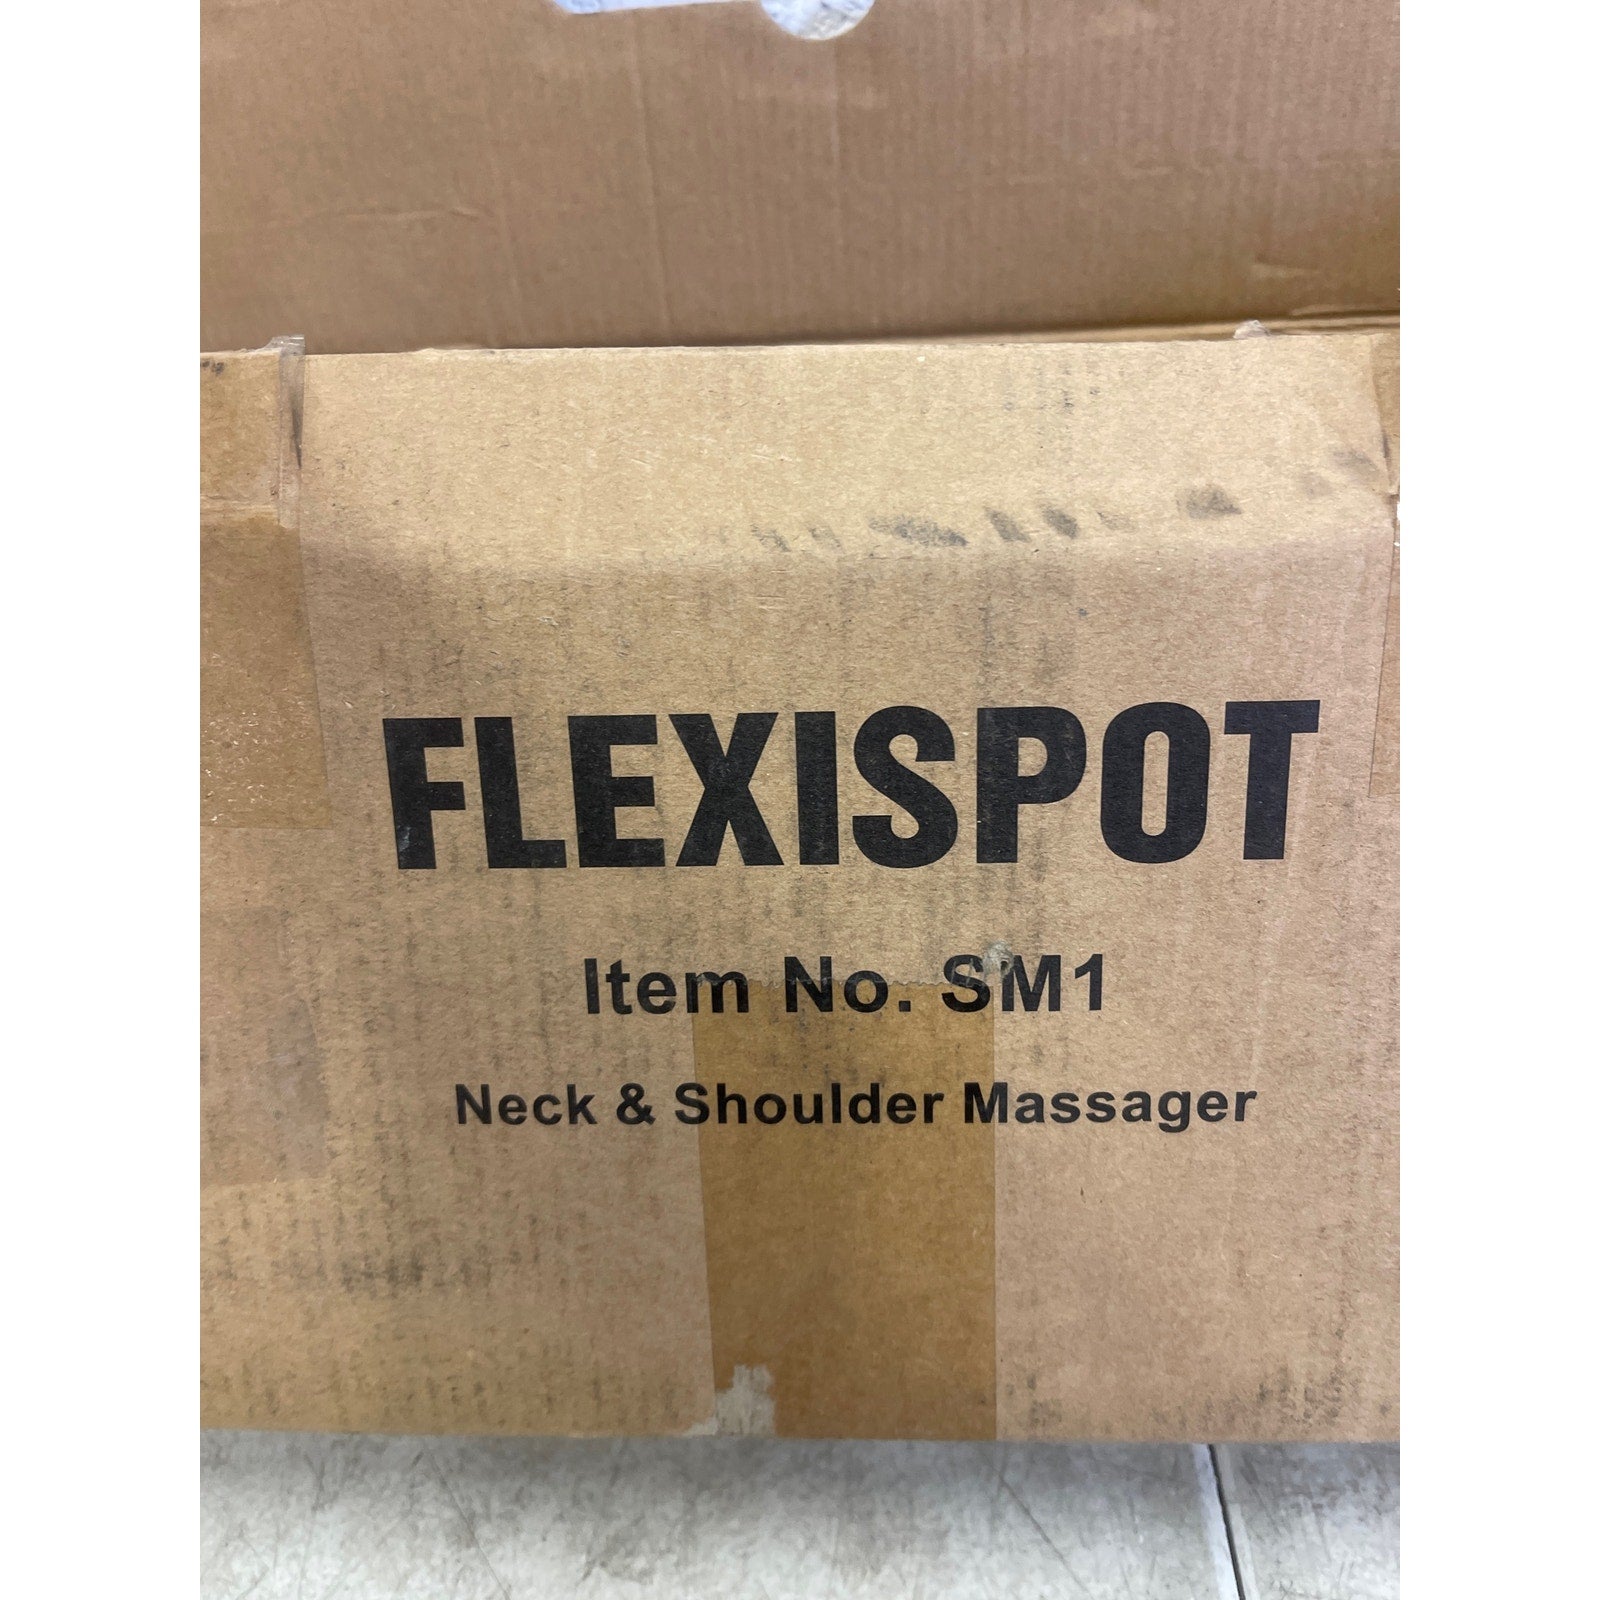 FLEXISPOT
Item No. SM1
Neck & Shoulder Massager